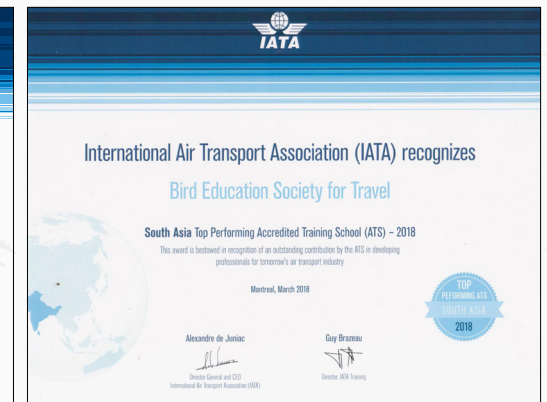 IATA
International Air Transport Association (IATA) recognizes
Bird Education Society for Travel
South Asia Top Performing Accredited Training School (ATS) – 2018
This award is bestowed in recognition of an outstanding contribution by the ATS in developing
professionals for tomorrow's air transport industry
Montreal, March 2018
TOP
PEFORMING ATS
SOUTH ASIA
2018
Alexandre de Juniac Guy Brazeau
Director General and CEO Director, IATA Training
International Air Transport Association (IATA)